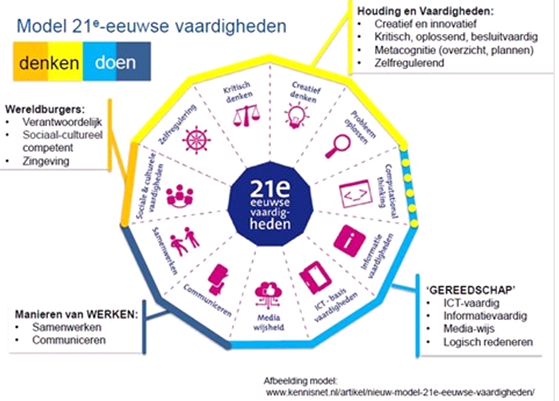 Model 21e-eeuwse vaardigheden
denken doen
Houding en Vaardigheden:
• Creatief en innovatief
• Kritisch, oplossend, besluitvaardig
• Metacognitie (overzicht, plannen)
• Zelfregulerend
Wereldburgers:
• Verantwoordelijk
• Sociaal-cultureel
competent
• Zingeving
Kritisch
denken
Creatief
denken
Probleem
oplossen
Computational
thinking
Informatie
vaardigheden
ICT-basis
vaardigheden
Media
wijsheid
Communiceren
Samenwerken
Sociale & culturele
vaardigheden
Zelfregulering
21e
eeuwse
vaardig-
heden
Manieren van WERKEN:
• Samenwerken
• Communiceren
‘GEREEDSCHAP’
• ICT-vaardig
• Informatievaardig
• Media-wijs
• Logisch redeneren
Afbeelding model:
www.kennisnet.nl/artikel/nieuw-model-21e-eeuwse-vaardigheden/